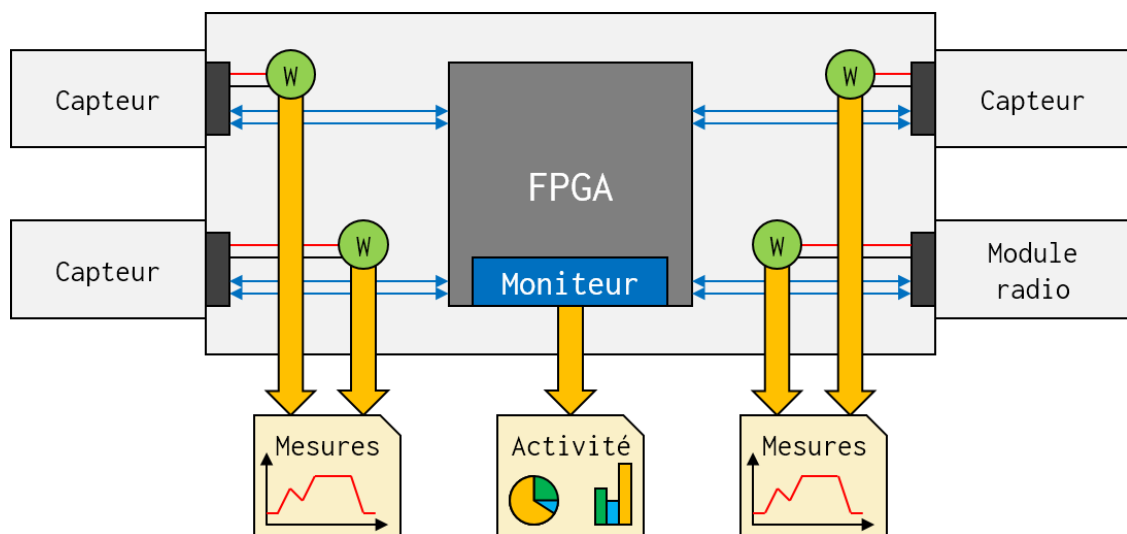 W
W
Capteur
Capteur
FPGA
W
W
Capteur
Module
radio
Moniteur
Mesures
Activité
Mesures